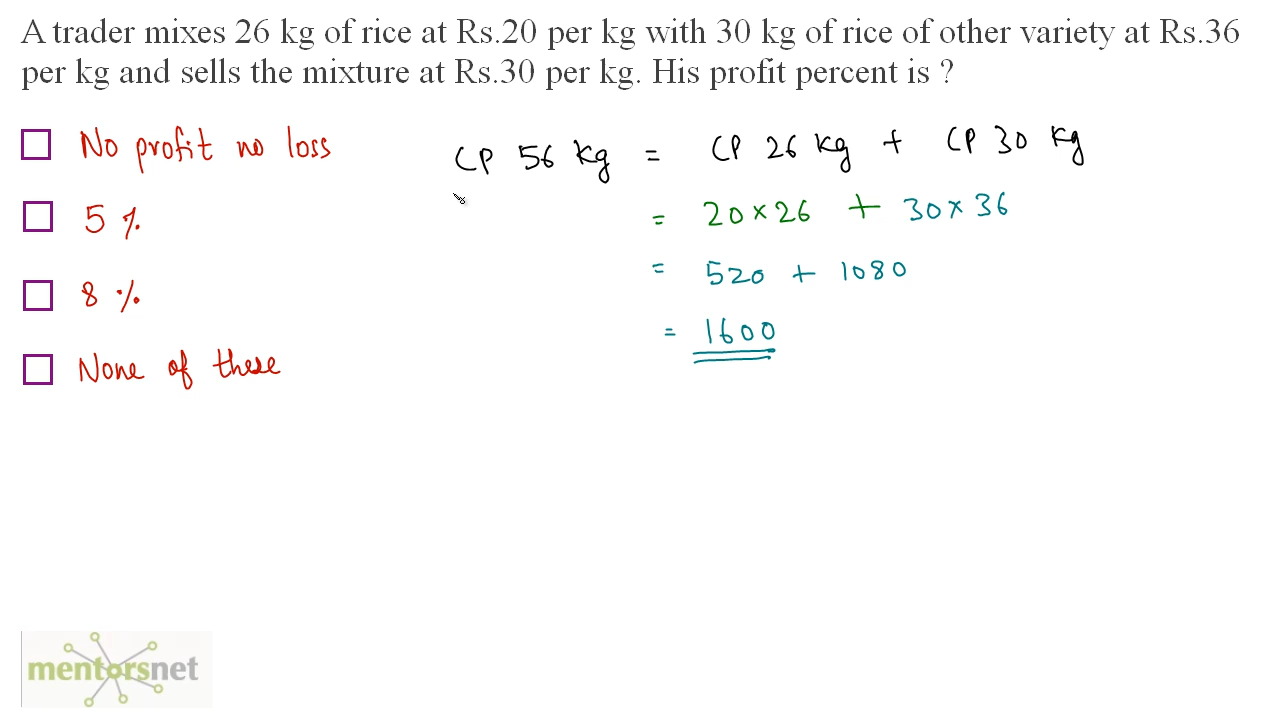 A trader mixes 26 kg of rice at Rs.20 per kg with 30 kg of rice of other variety at Rs.36
per kg and sells the mixture at Rs.30 per kg. His profit percent is ?
No profit no loss
5 %
8 %
None of these
CP 56 kg = CP 26 kg + CP 30 kg
= 20 × 26 + 30 × 36
= 520 + 1080
= 1600
mentorsnet